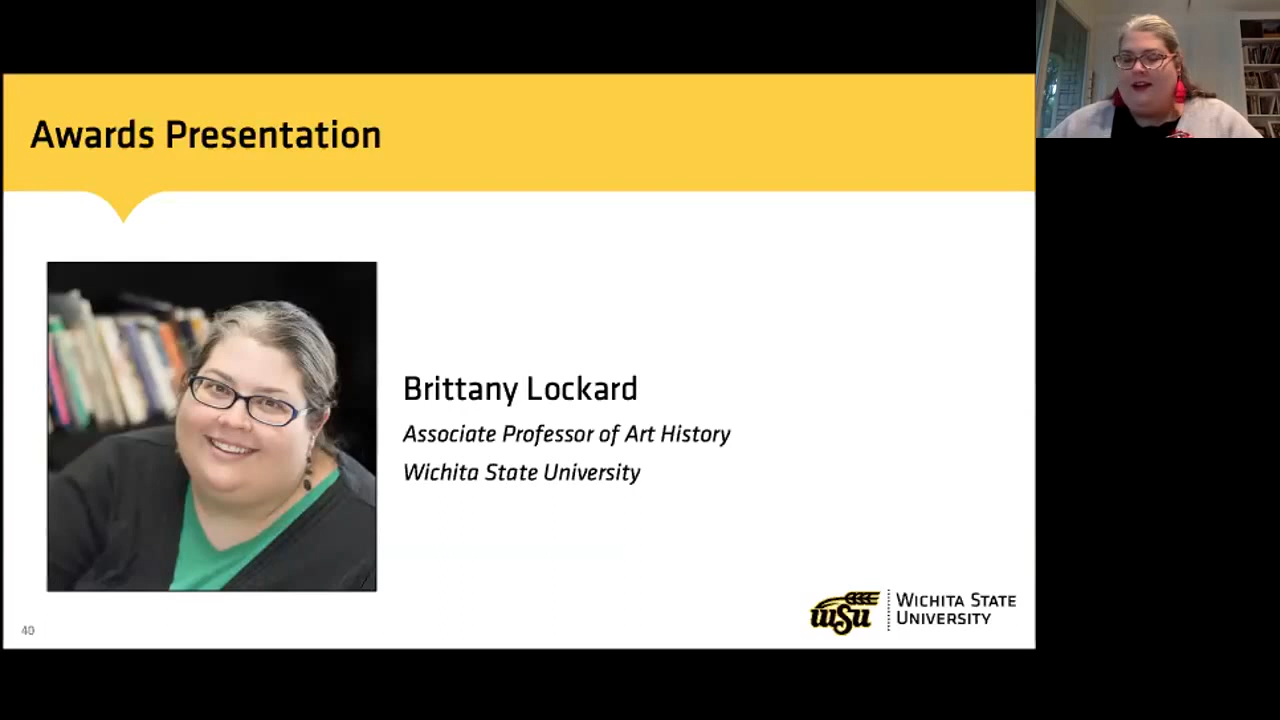 Awards Presentation
Brittany Lockard
Associate Professor of Art History
Wichita State University
40
WSU
WICHITA STATE
UNIVERSITY